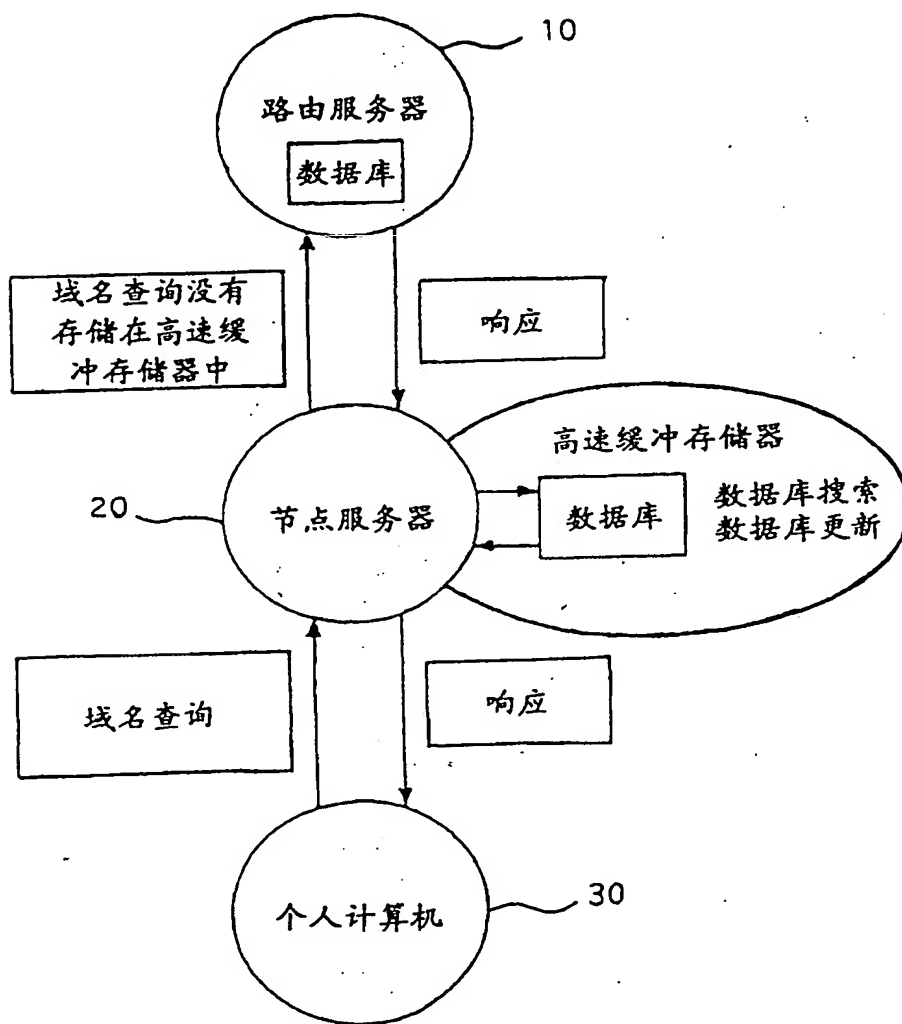 10
路由服务器
数据库
域名查询没有
存储在高速缓
冲存储器中
响应
高速缓冲存储器
数据库
数据库搜索
数据库更新
20
节点服务器
域名查询
响应
个人计算机
30